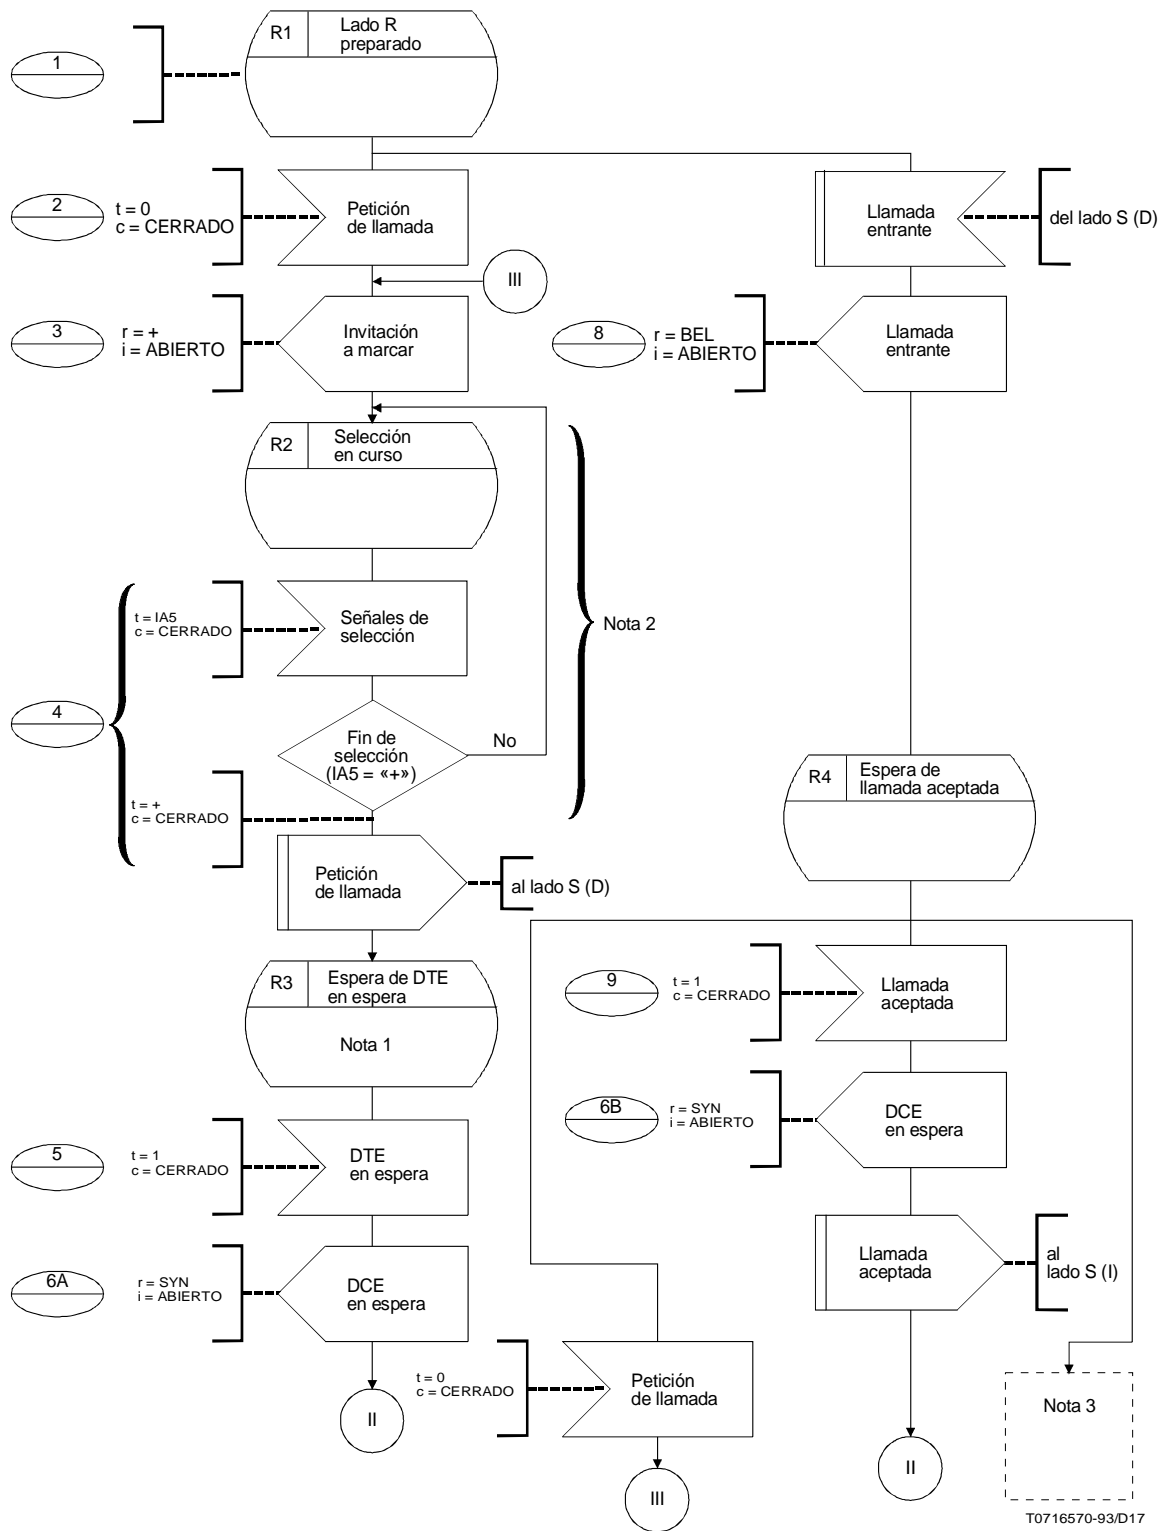 R1
Lado R
preparado
1
2
t = 0
c = CERRADO
Petición
de llamada
Llamada
entrante
del lado S (D)
III
3
r = +
i = ABIERTO
Invitación
a marcar
8
r = BEL
i = ABIERTO
Llamada
entrante
R2
Selección
en curso
t = IA5
c = CERRADO
Señales de
selección
Nota 2
4
Fin de
selección
(IA5 = «+»)
No
R4
Espera de
llamada aceptada
t = +
c = CERRADO
Petición
de llamada
al lado S (D)
R3
Espera de DTE
en espera
Nota 1
9
t = 1
c = CERRADO
Llamada
aceptada
6B
r = SYN
i = ABIERTO
DCE
en espera
5
t = 1
c = CERRADO
DTE
en espera
Llamada
aceptada
al
lado S (I)
6A
r = SYN
i = ABIERTO
DCE
en espera
t = 0
c = CERRADO
Petición
de llamada
Nota 3
II
II
III
T0716570-93/D17